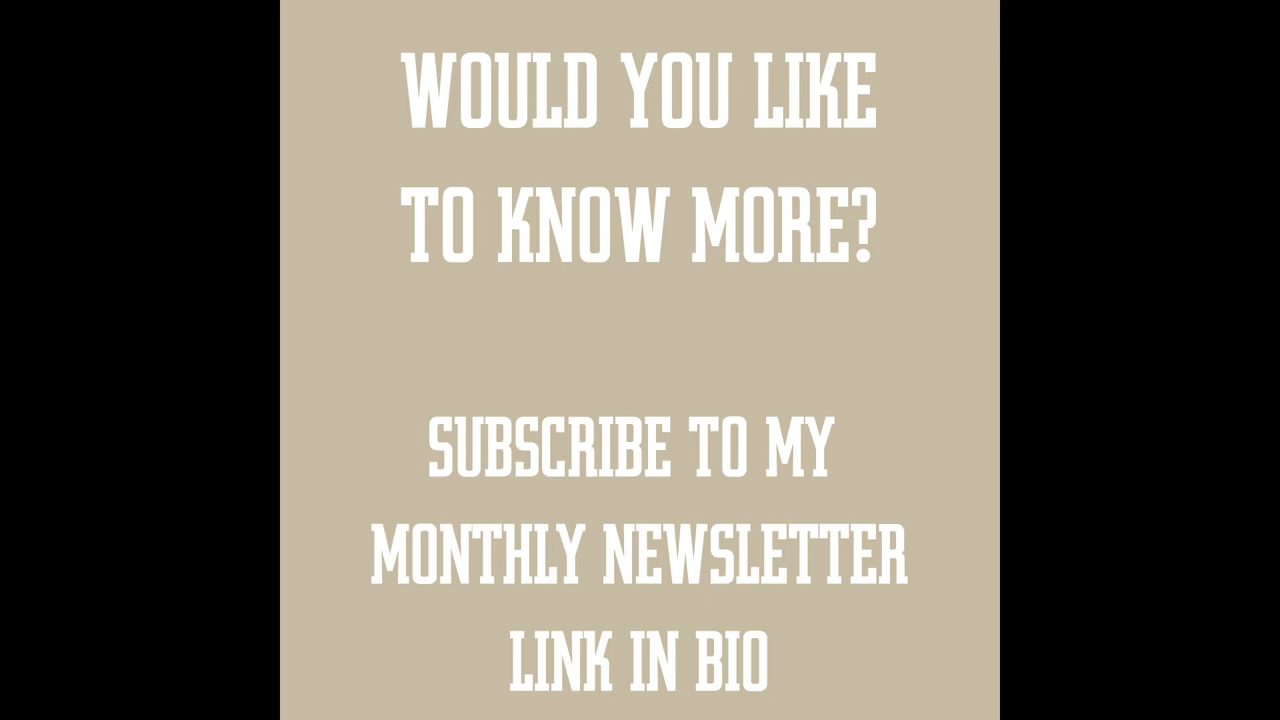 WOULD YOU LIKE
TO KNOW MORE?
SUBSCRIBE TO MY
MONTHLY NEWSLETTER
LINK IN BIO